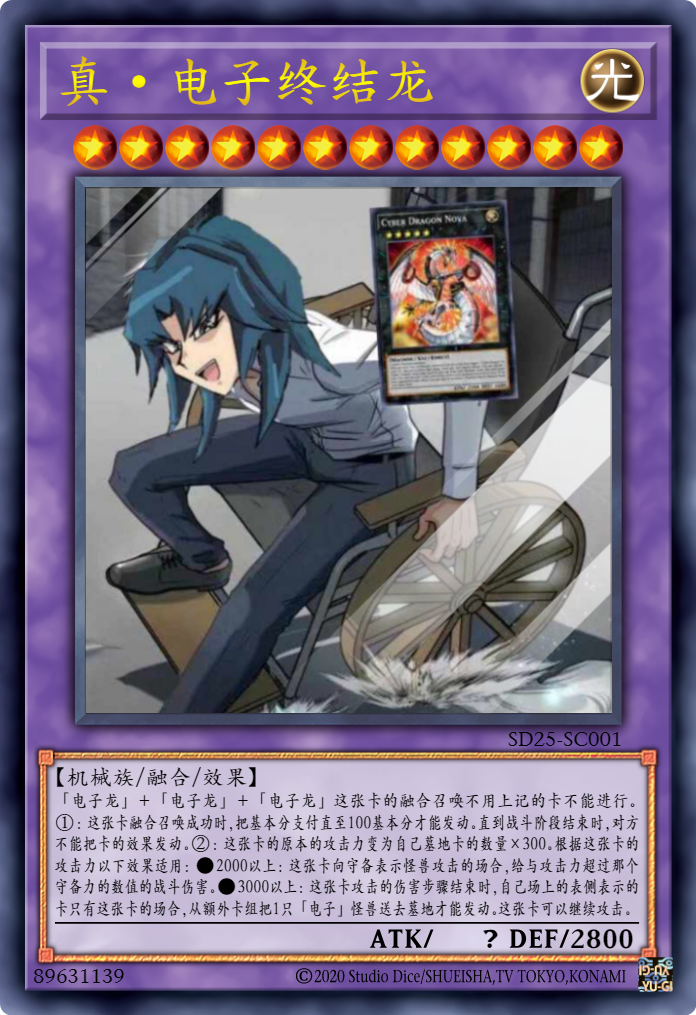 真·电子终结龙
光
CYBER DRAGON NOVA
SD25-SC001
【机械族/融合/效果】
「电子龙」+「电子龙」+「电子龙」这张卡的融合召唤不用上记的卡不能进行。
①:这张卡融合召唤成功时,把基本分支付直至100基本分才能发动。直到战斗阶段结束时,对方
不能把卡的效果发动。②:这张卡的原本的攻击力变为自己墓地卡的数量×300。根据这张卡的
攻击力以下效果适用:●2000以上:这张卡向守备表示怪兽攻击的场合,给与攻击力超过那个
守备力的数值的战斗伤害。●3000以上:这张卡攻击的伤害步骤结束时,自己场上的表侧表示的
卡只有这张卡的场合,从额外卡组把1只「电子」怪兽送去墓地才能发动。这张卡可以继续攻击。
ATK/ ? DEF/2800
89631139 ©2020 Studio Dice/SHUEISHA,TV TOKYO,KONAMI
YU-GI